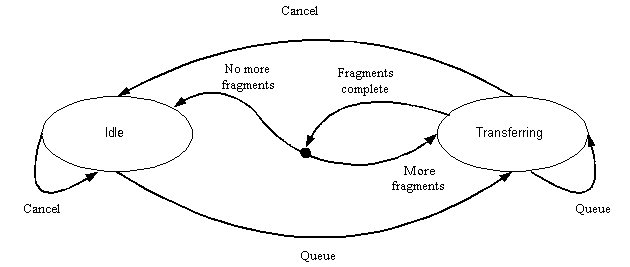 Cancel
No more
fragments
Fragments
complete
Idle
Transferring
More
fragments
Cancel
Queue
Queue